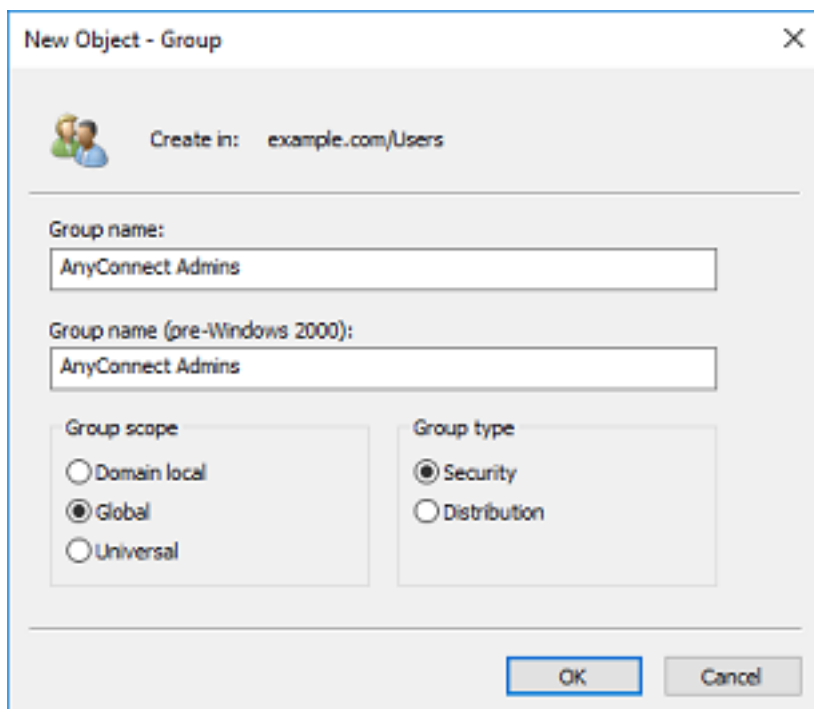 New Object - Group
Create in: example.com/Users
Group name:
AnyConnect Admins
Group name (pre-Windows 2000):
AnyConnect Admins
Group scope
Domain local
Global
Universal
Group type
Security
Distribution
OK
Cancel